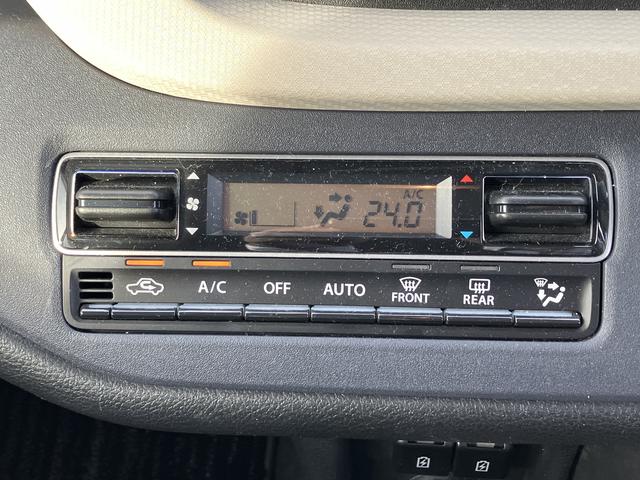 A/C
24.0
A/C OFF AUTO FRONT REAR